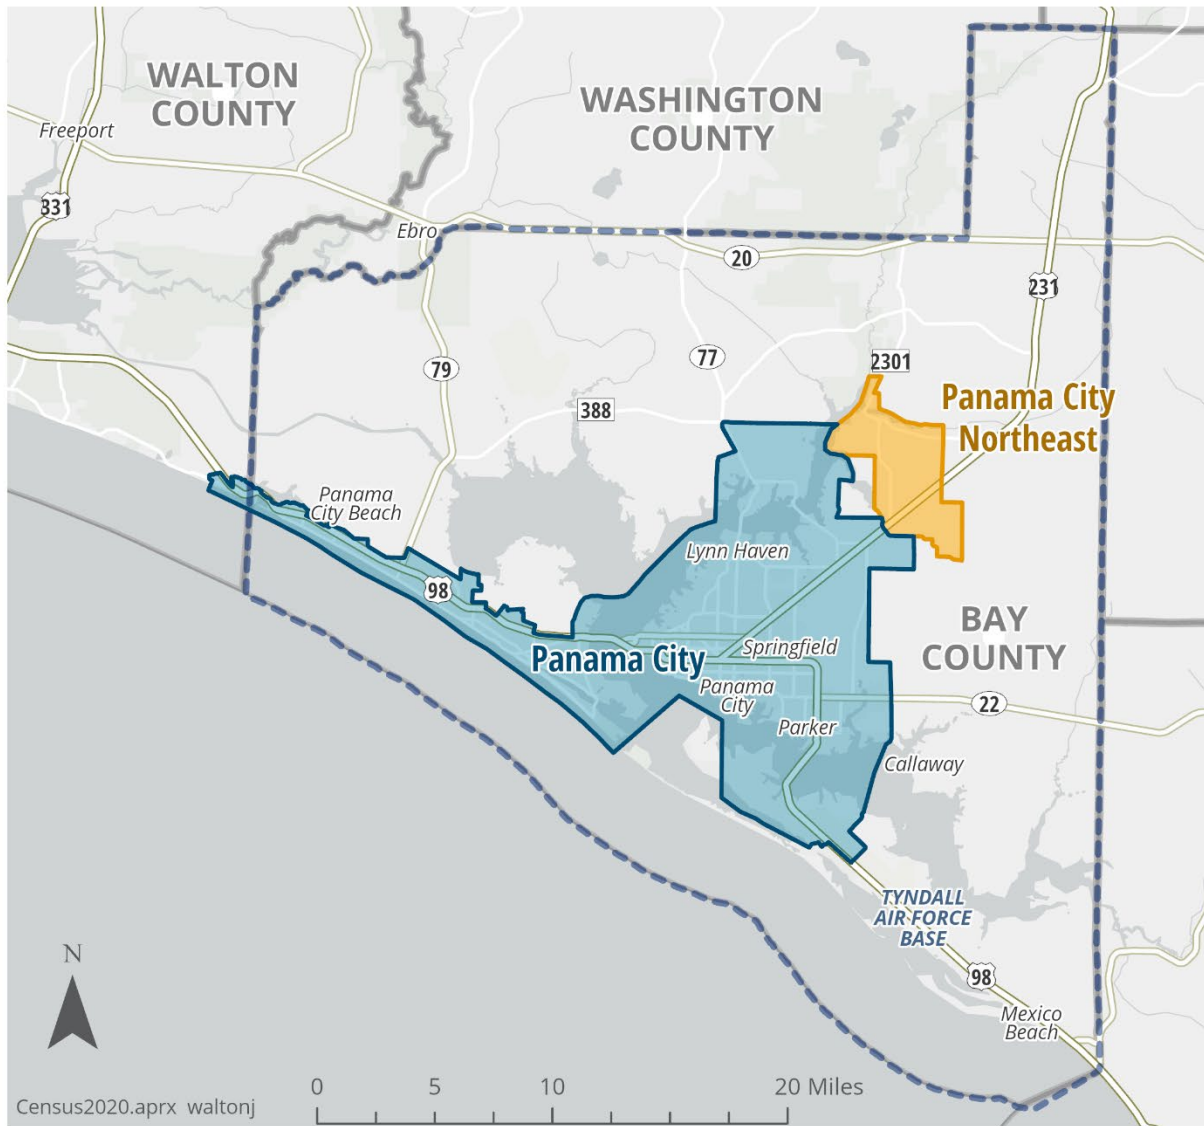 WALTON
COUNTY
WASHINGTON
COUNTY
Freeport
331
Ebro
20
231
79
77
2301
388
Panama City
Northeast
Panama
City Beach
Lynn Haven
98
BAY
COUNTY
Springfield
Panama City
Panama
City
22
Parker
Callaway
TYNDALL
AIR FORCE
BASE
N
98
Mexico
Beach
0 5 10 20 Miles
Census2020.aprx waltonj